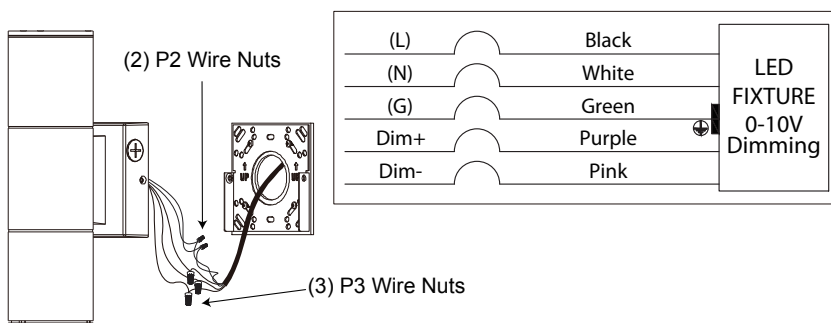 (2) P2 Wire Nuts
UP
(3) P3 Wire Nuts
(L) Black
(N) White
(G) Green
Dim+ Purple
Dim- Pink
LED
FIXTURE
0-10V
Dimming